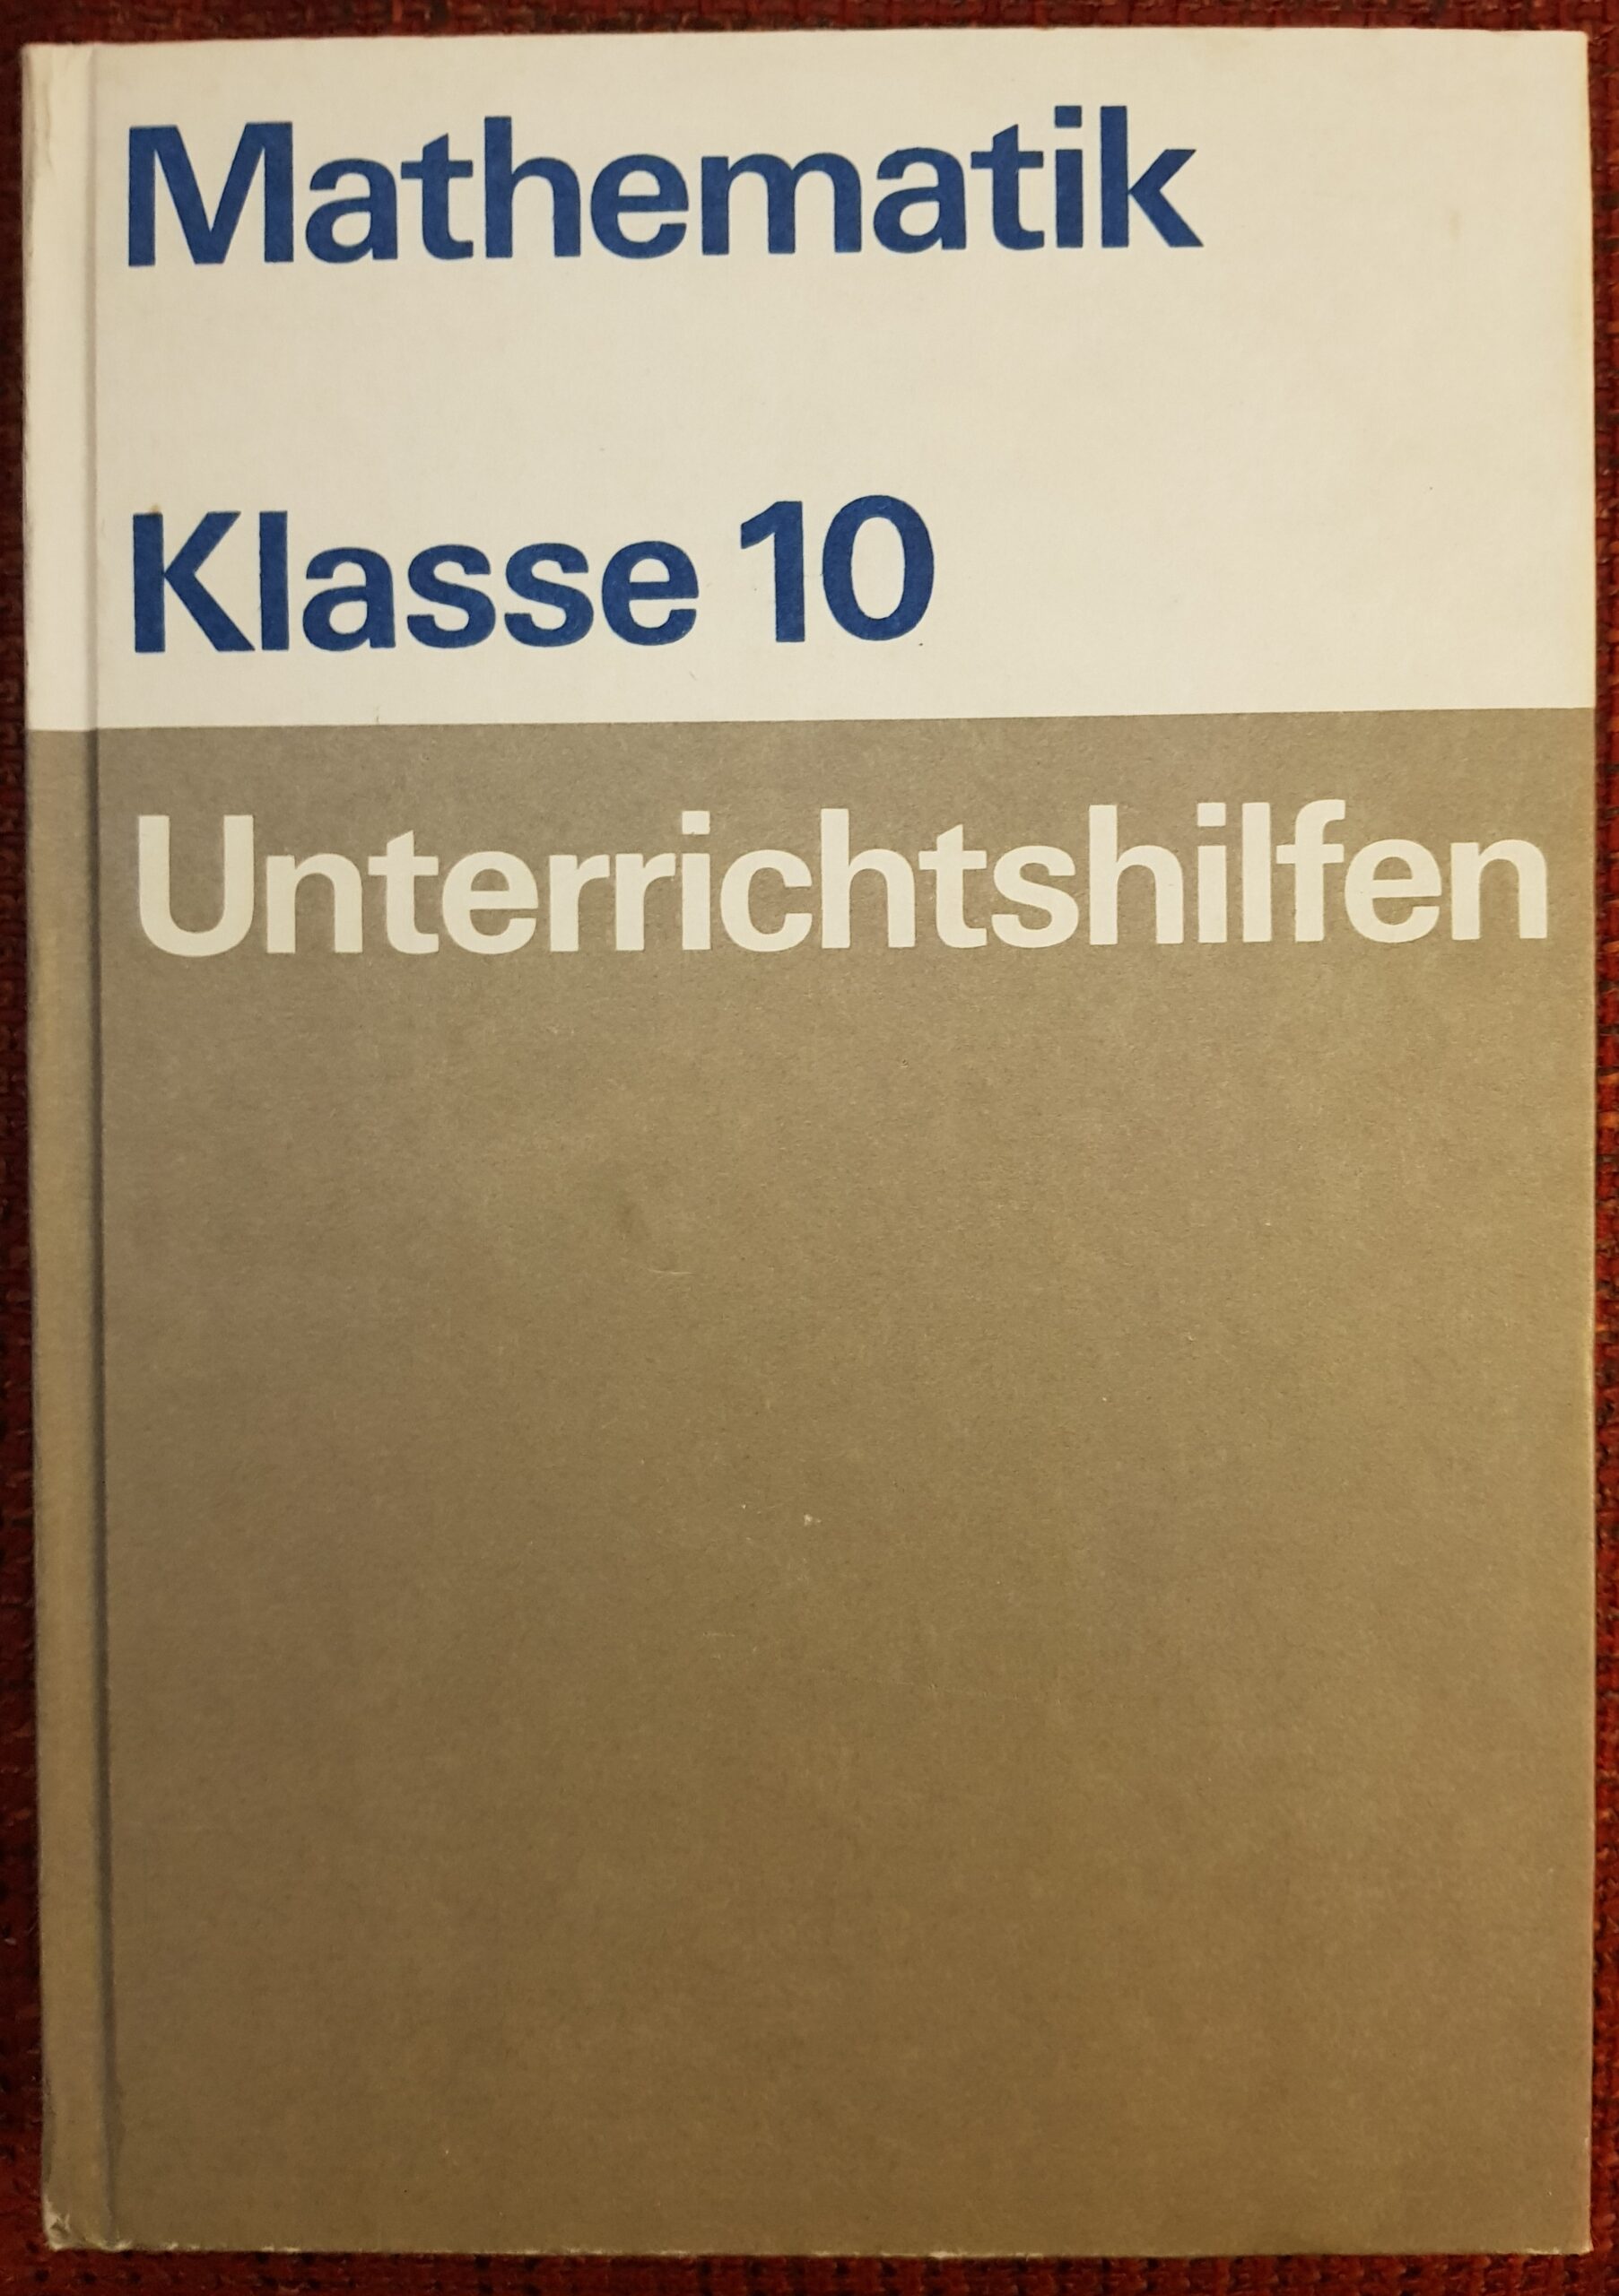 Mathematik
Klasse 10
Unterrichtshilfen